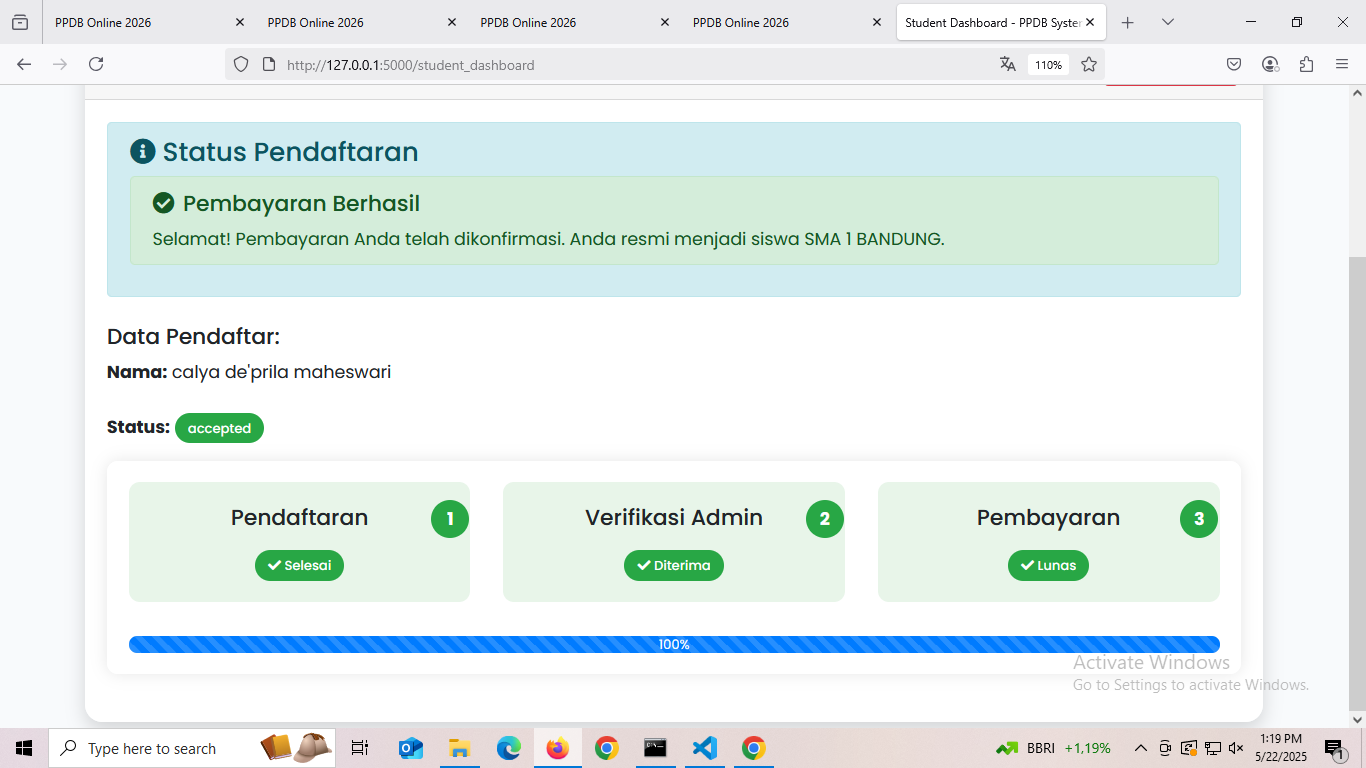 PPDB Online 2026
PPDB Online 2026
PPDB Online 2026
PPDB Online 2026
Student Dashboard - PPDB System
http://127.0.0.1:5000/student_dashboard
110%
Status Pendaftaran
Pembayaran Berhasil
Selamat! Pembayaran Anda telah dikonfirmasi. Anda resmi menjadi siswa SMA 1 BANDUNG.
Data Pendaftar:
Nama: calya de'prila maheswari
Status: accepted
Pendaftaran
1
Selesai
Verifikasi Admin
2
Diterima
Pembayaran
3
Lunas
100%
Activate Windows
Go to Settings to activate Windows.
Type here to search
BBRI +1,19%
1:19 PM
5/22/2025
1